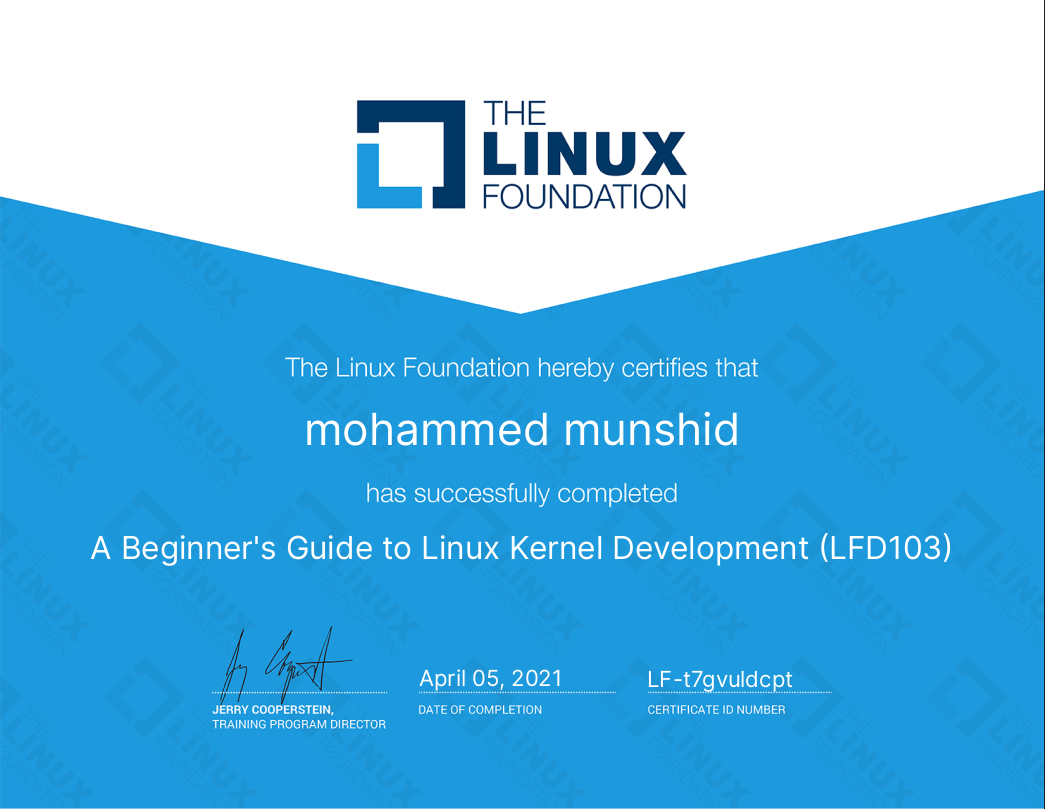 THE
LINUX
FOUNDATION
The Linux Foundation hereby certifies that
mohammed munshid
has successfully completed
A Beginner's Guide to Linux Kernel Development (LFD103)
April 05, 2021
LF-t7gvuldcpt
JERRY COOPERSTEIN,
TRAINING PROGRAM DIRECTOR
DATE OF COMPLETION
CERTIFICATE ID NUMBER